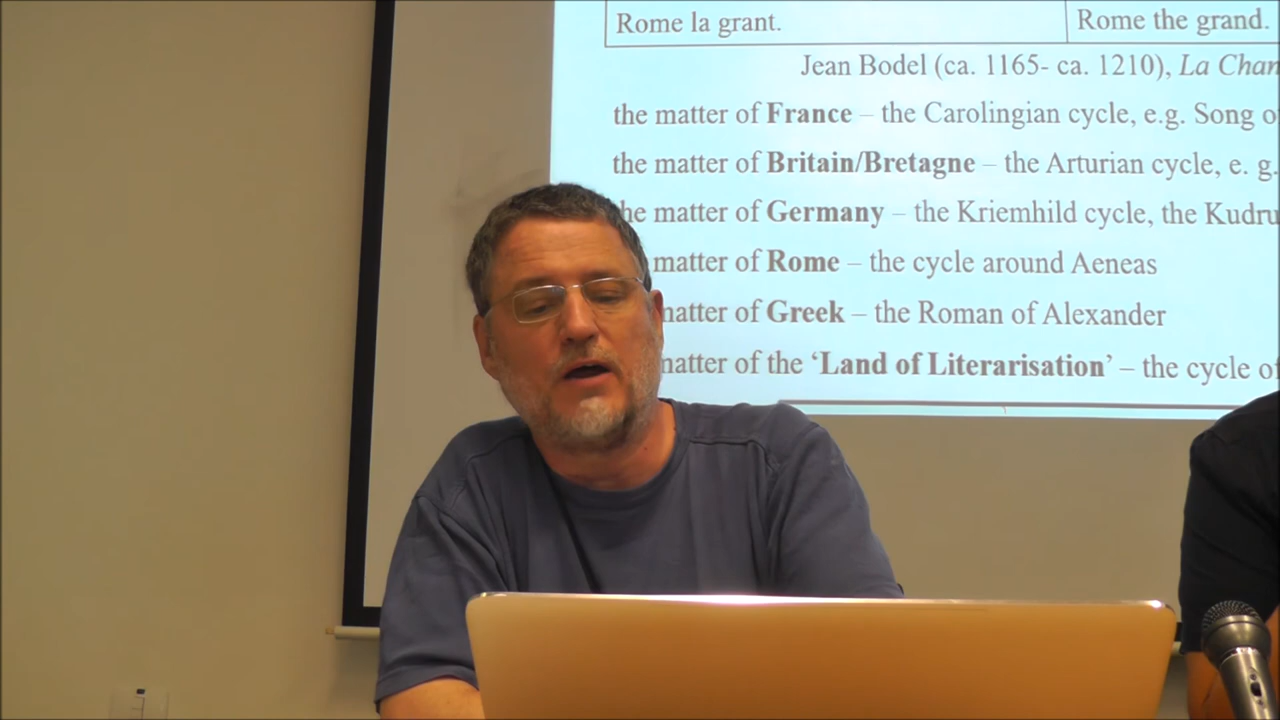 Rome la grant.
Rome the grand.
Jean Bodel (ca. 1165- ca. 1210), La Chan
the matter of France – the Carolingian cycle, e.g. Song o
the matter of Britain/Bretagne – the Arturian cycle, e. g.
he matter of Germany – the Kriemhild cycle, the Kudru
matter of Rome – the cycle around Aeneas
matter of Greek – the Roman of Alexander
matter of the ‘Land of Literarisation’ – the cycle of